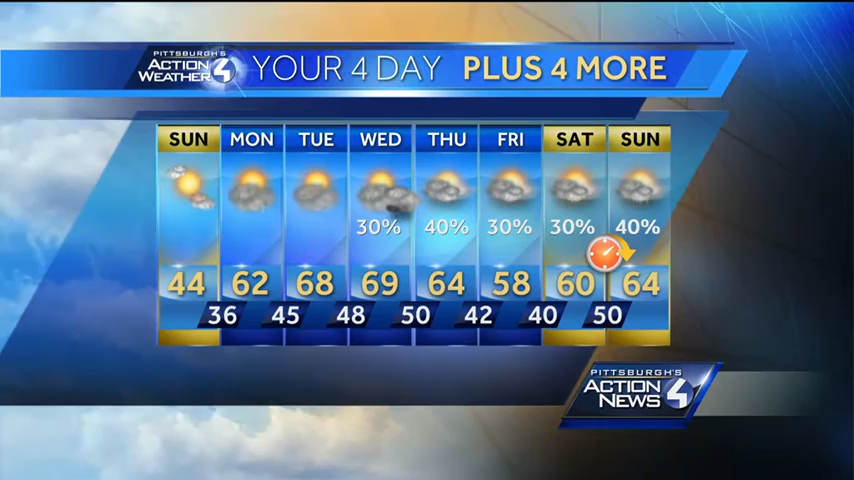 PITTSBURGH'S
ACTION
WEATHER 4
YOUR 4 DAY PLUS 4 MORE
SUN MON TUE WED THU FRI SAT SUN
30% 40% 30% 30% 40%
44 62 68 69 64 58 60 64
36 45 48 50 42 40 50
PITTSBURGH'S
ACTION
NEWS 4